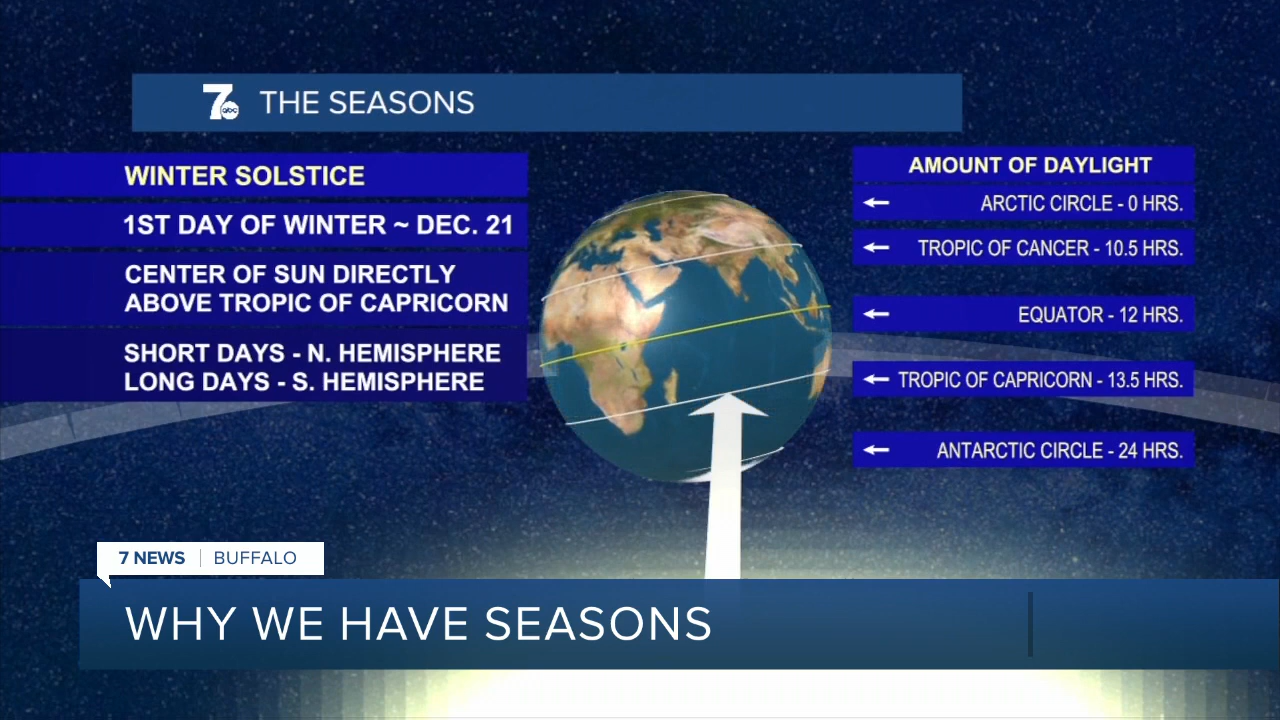 7 abc THE SEASONS
WINTER SOLSTICE
1ST DAY OF WINTER ~ DEC. 21
CENTER OF SUN DIRECTLY
ABOVE TROPIC OF CAPRICORN
SHORT DAYS - N. HEMISPHERE
LONG DAYS - S. HEMISPHERE
AMOUNT OF DAYLIGHT
ARCTIC CIRCLE - 0 HRS.
TROPIC OF CANCER - 10.5 HRS.
EQUATOR - 12 HRS.
TROPIC OF CAPRICORN - 13.5 HRS.
ANTARCTIC CIRCLE - 24 HRS.
7 NEWS | BUFFALO
WHY WE HAVE SEASONS